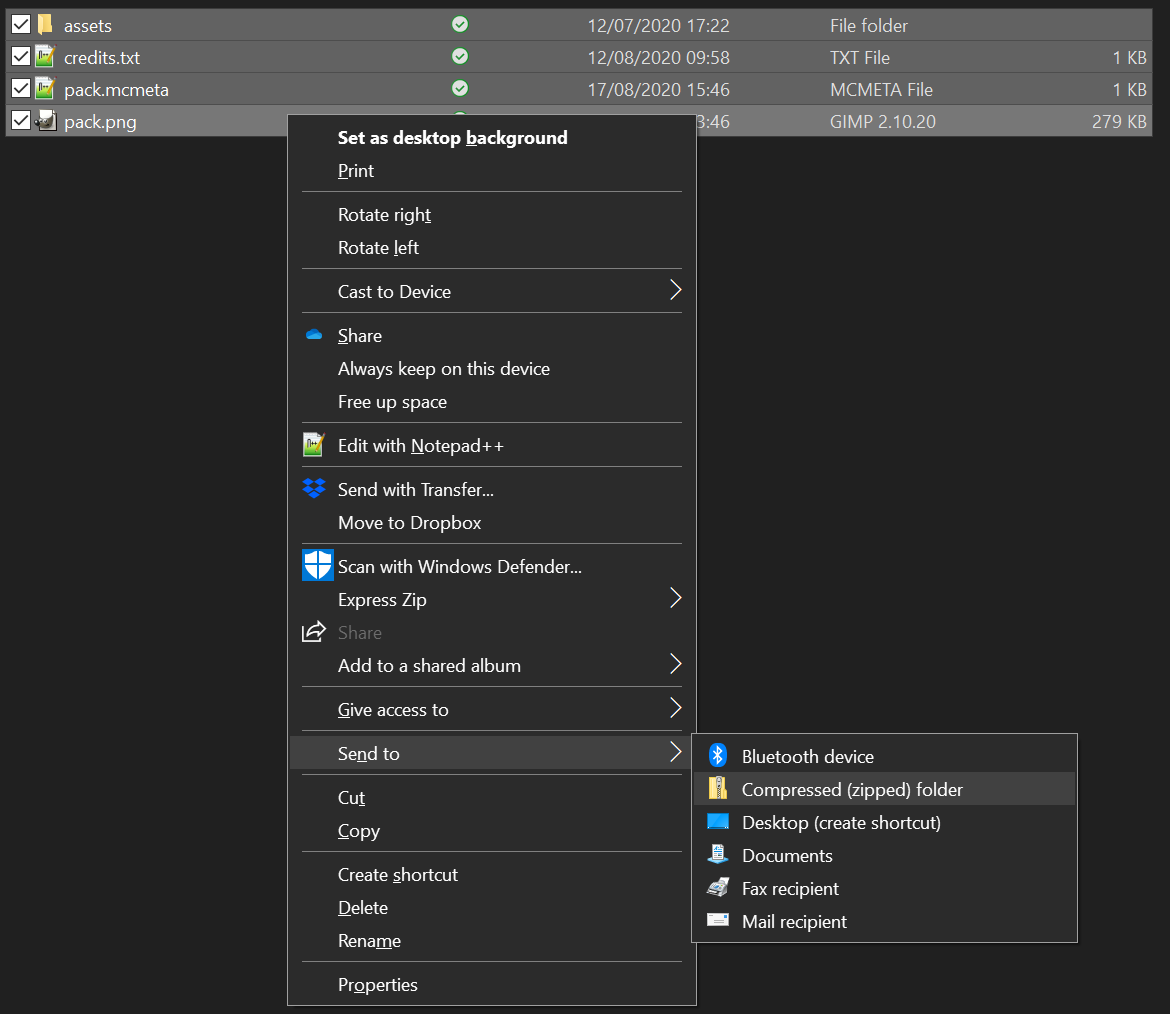 assets 12/07/2020 17:22 File folder
credits.txt 12/08/2020 09:58 TXT File 1 KB
pack.mcmeta 17/08/2020 15:46 MCMETA File 1 KB
pack.png :46 GIMP 2.10.20 279 KB
Set as desktop background
Print
Rotate right
Rotate left
Cast to Device
Share
Always keep on this device
Free up space
Edit with Notepad++
Send with Transfer...
Move to Dropbox
Scan with Windows Defender...
Express Zip
Share
Add to a shared album
Give access to
Send to
Bluetooth device
Compressed (zipped) folder
Desktop (create shortcut)
Documents
Fax recipient
Mail recipient
Cut
Copy
Create shortcut
Delete
Rename
Properties